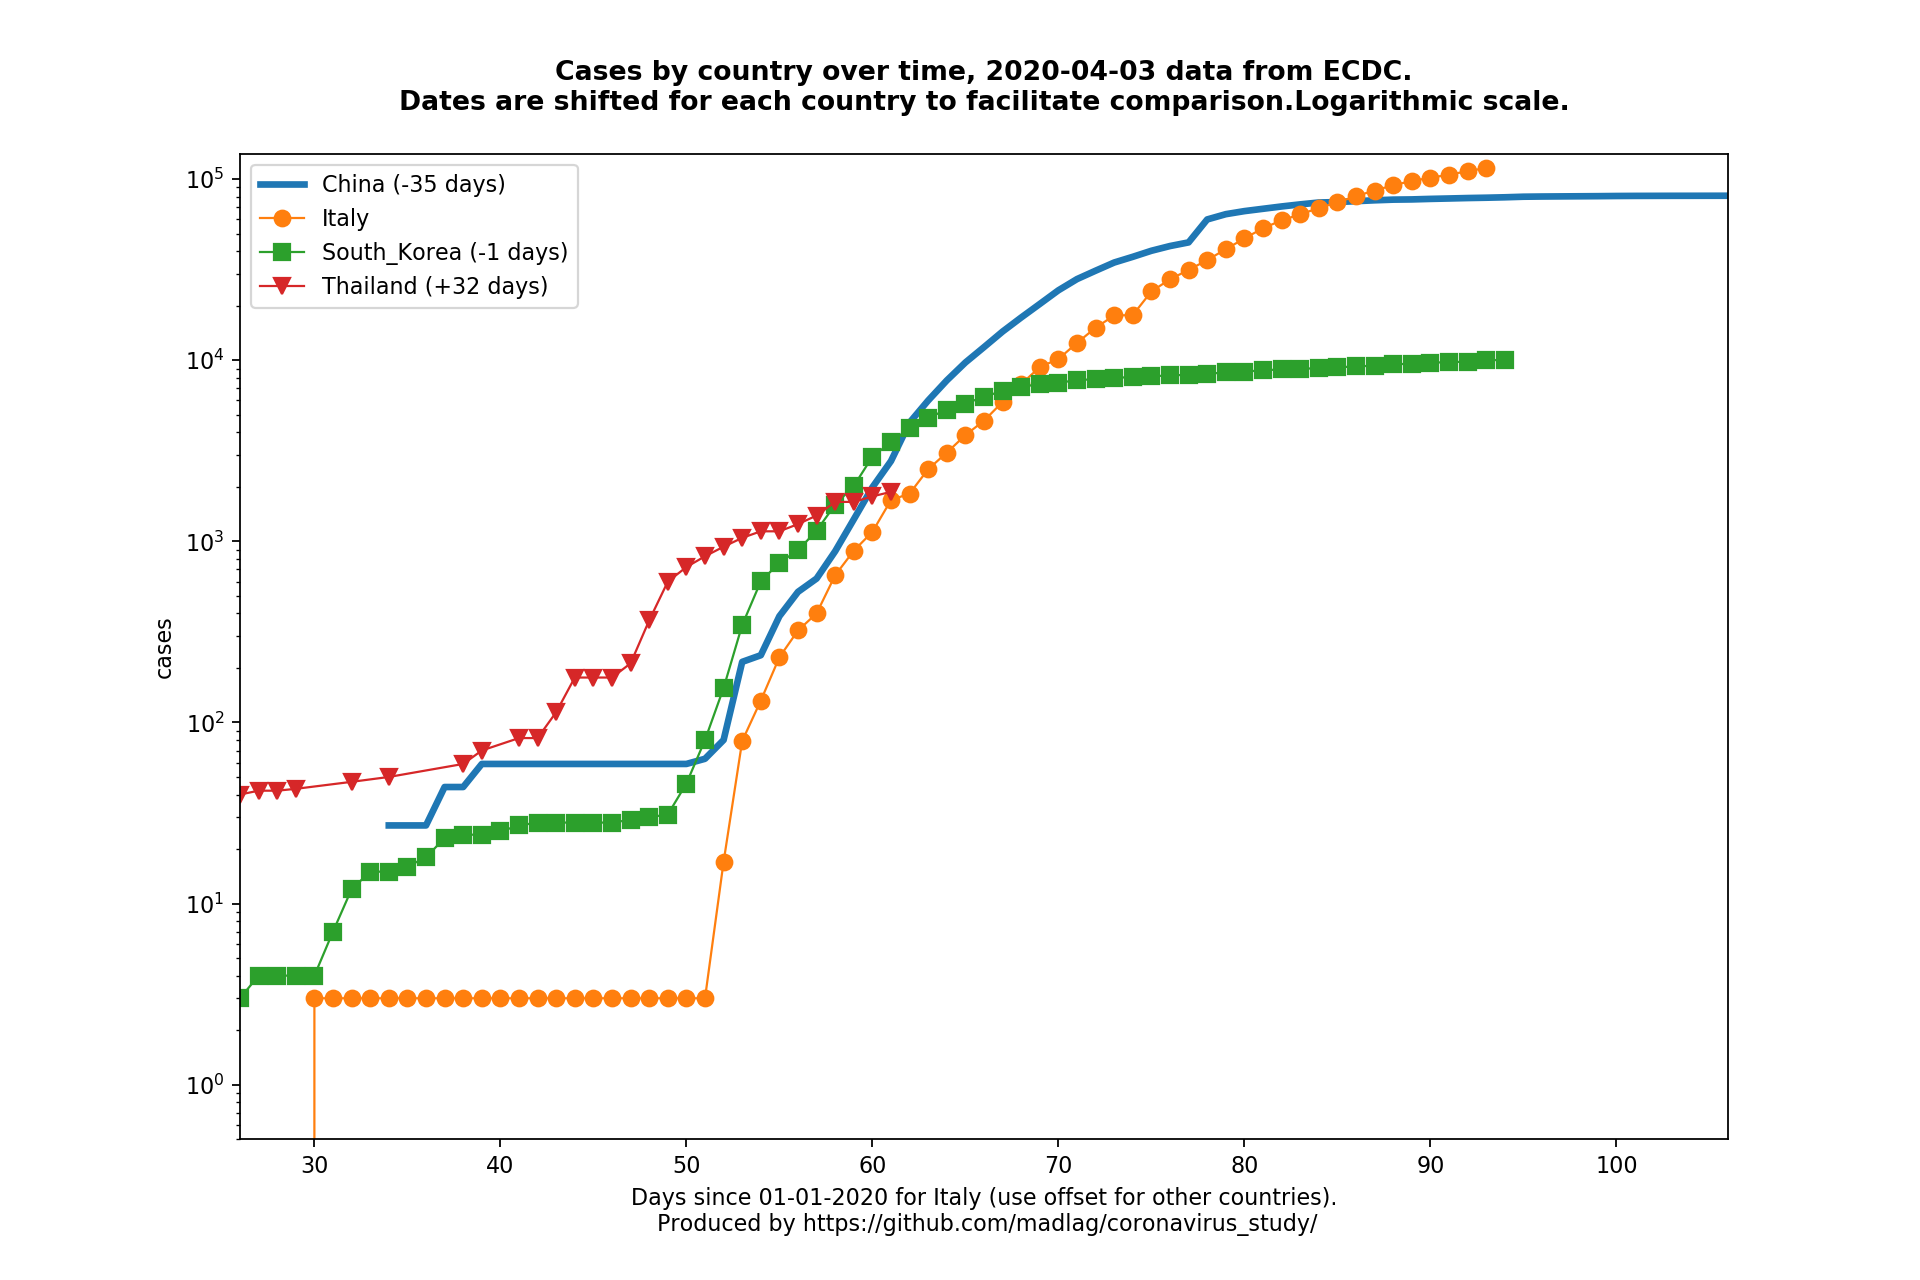 Cases by country over time, 2020-04-03 data from ECDC.
Dates are shifted for each country to facilitate comparison.Logarithmic scale.
China (-35 days)
Italy
South_Korea (-1 days)
Thailand (+32 days)
10^5
10^4
10^3
10^2
10^1
10^0
cases
30 40 50 60 70 80 90 100
Days since 01-01-2020 for Italy (use offset for other countries).
Produced by https://github.com/madlag/coronavirus_study/